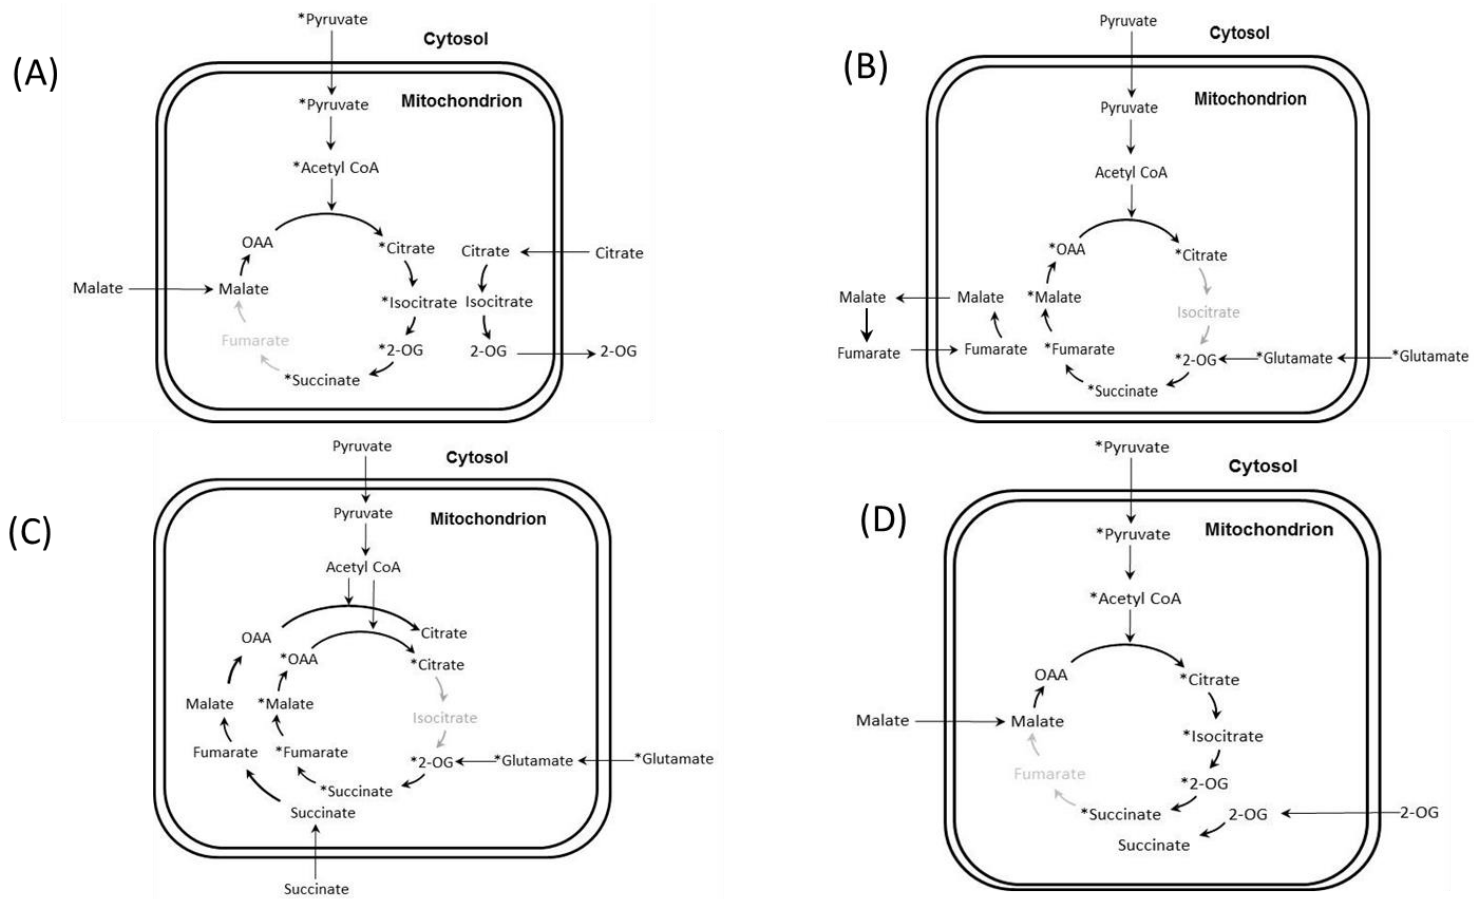 (A)
*Pyruvate
Cytosol
*Pyruvate
Mitochondrion
*Acetyl CoA
OAA
*Citrate
Citrate
Citrate
Malate
Malate
*Isocitrate
Isocitrate
Fumarate
*2-OG
2-OG
2-OG
*Succinate
(B)
Pyruvate
Cytosol
Pyruvate
Mitochondrion
Acetyl CoA
*OAA
*Citrate
Malate
Malate
*Malate
Isocitrate
Fumarate
Fumarate
*Fumarate
*2-OG
*Glutamate
*Glutamate
*Succinate
(C)
Pyruvate
Cytosol
Pyruvate
Mitochondrion
Acetyl CoA
OAA
Citrate
*OAA
*Citrate
Malate
*Malate
Isocitrate
Fumarate
*Fumarate
*2-OG
*Glutamate
*Glutamate
*Succinate
Succinate
Succinate
(D)
*Pyruvate
Cytosol
*Pyruvate
Mitochondrion
*Acetyl CoA
OAA
*Citrate
Malate
Malate
*Isocitrate
Fumarate
*2-OG
*Succinate
2-OG
2-OG
Succinate